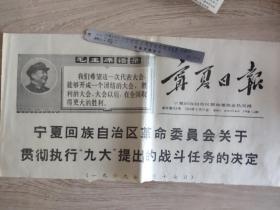 毛主席语录
我们希望这一次代表大会，
能够开成一个团结的大会，胜
利的大会，大会以后，在全国取
得更大的胜利。
宁夏日报
宁夏回族自治区革命委员会关于
贯彻执行“九大”提出的战斗任务的决定